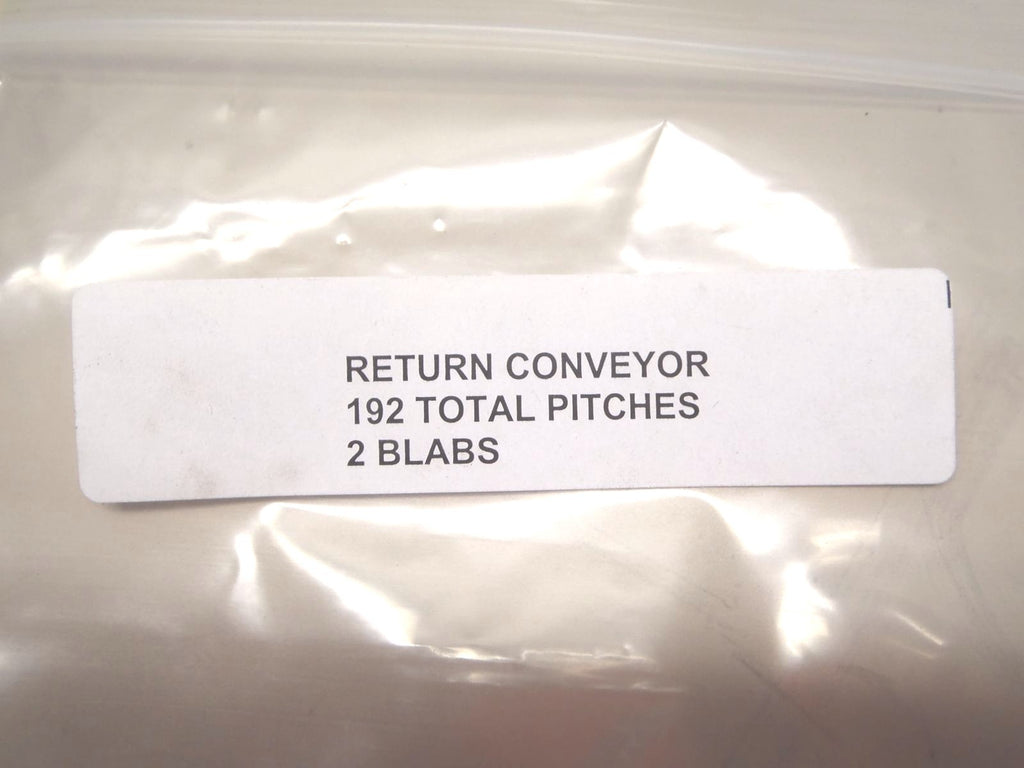 RETURN CONVEYOR
192 TOTAL PITCHES
2 BLABS